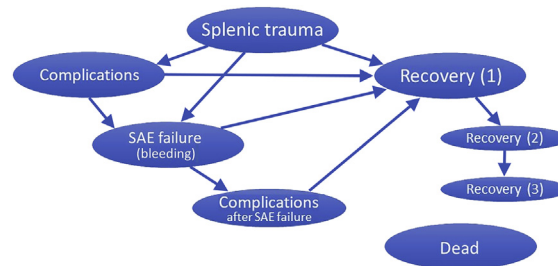 Splenic trauma
Complications
Recovery (1)
SAE failure
(bleeding)
Recovery (2)
Recovery (3)
Complications
after SAE failure
Dead